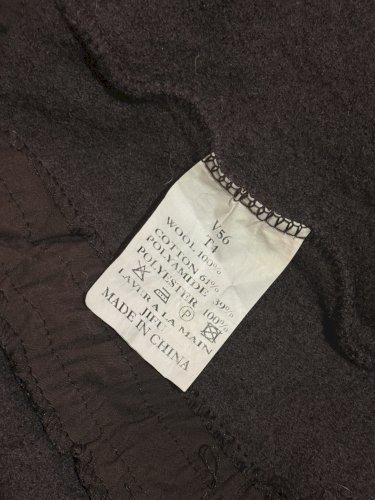 V56
T4
WOOL 100%
COTTON 61%
POLYAMIDE 39%
POLYESTER 100%
P
LAVER A LA MAIN
JIFU
MADE IN CHINA